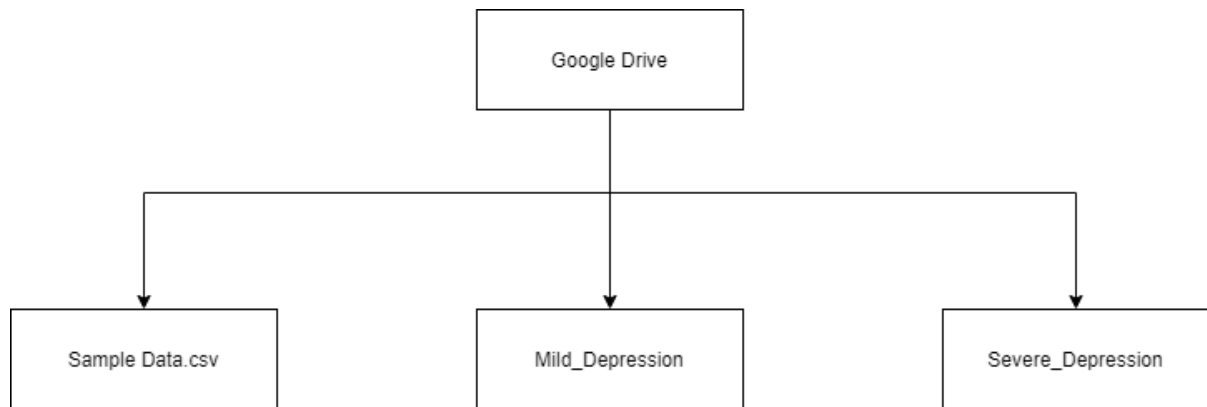 Google Drive
Sample Data.csv
Mild_Depression
Severe_Depression